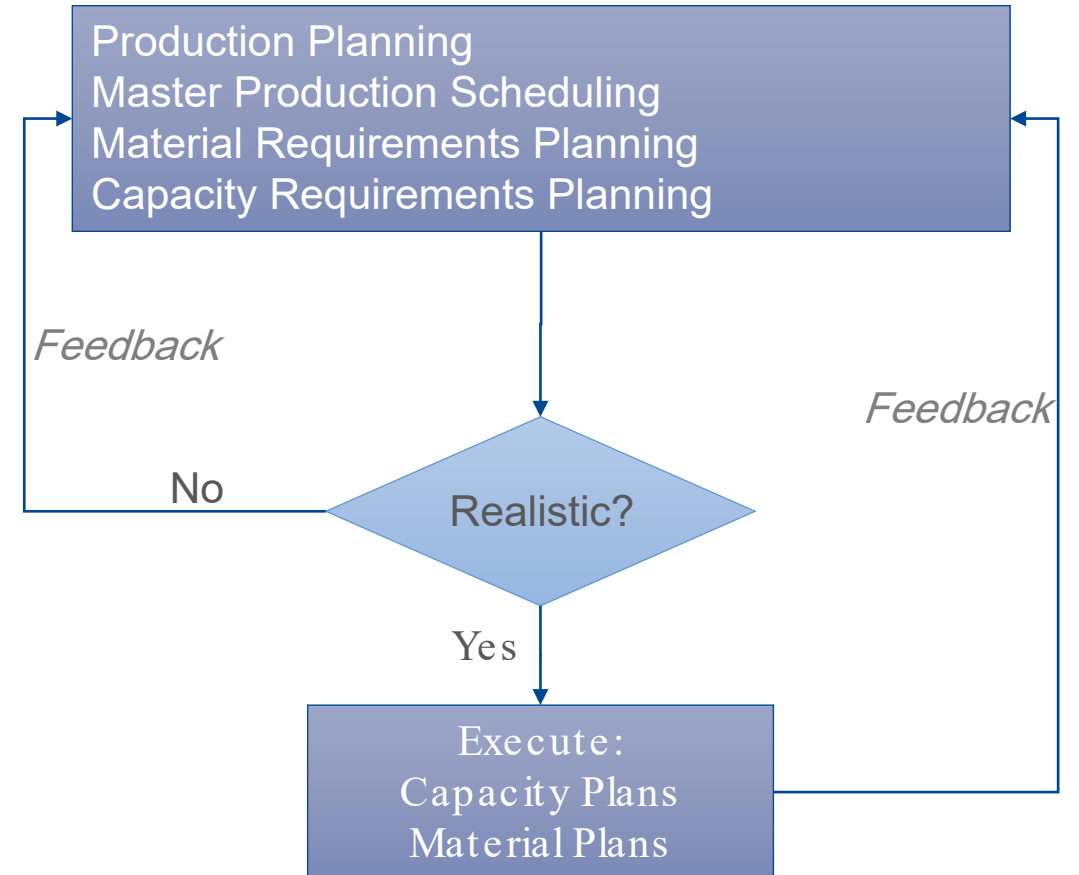 Production Planning
Master Production Scheduling
Material Requirements Planning
Capacity Requirements Planning
Feedback
Feedback
No
Realistic?
Yes
Execute:
Capacity Plans
Material Plans